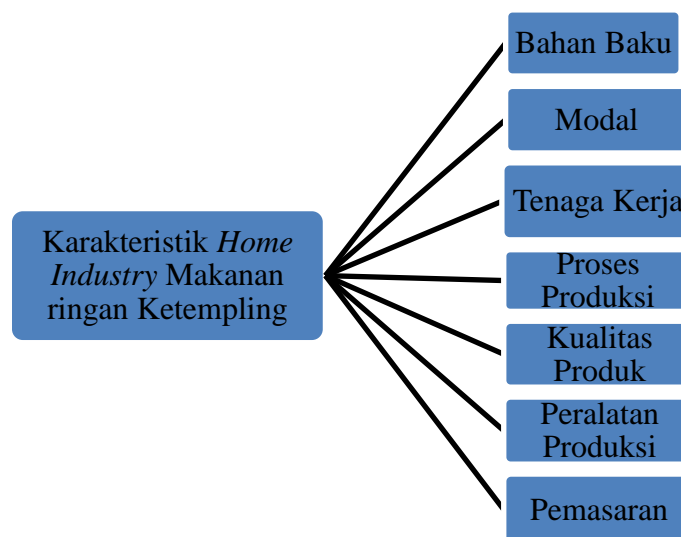 Karakteristik Home
Industry Makanan
ringan Ketempling
Bahan Baku
Modal
Tenaga Kerja
Proses
Produksi
Kualitas
Produk
Peralatan
Produksi
Pemasaran